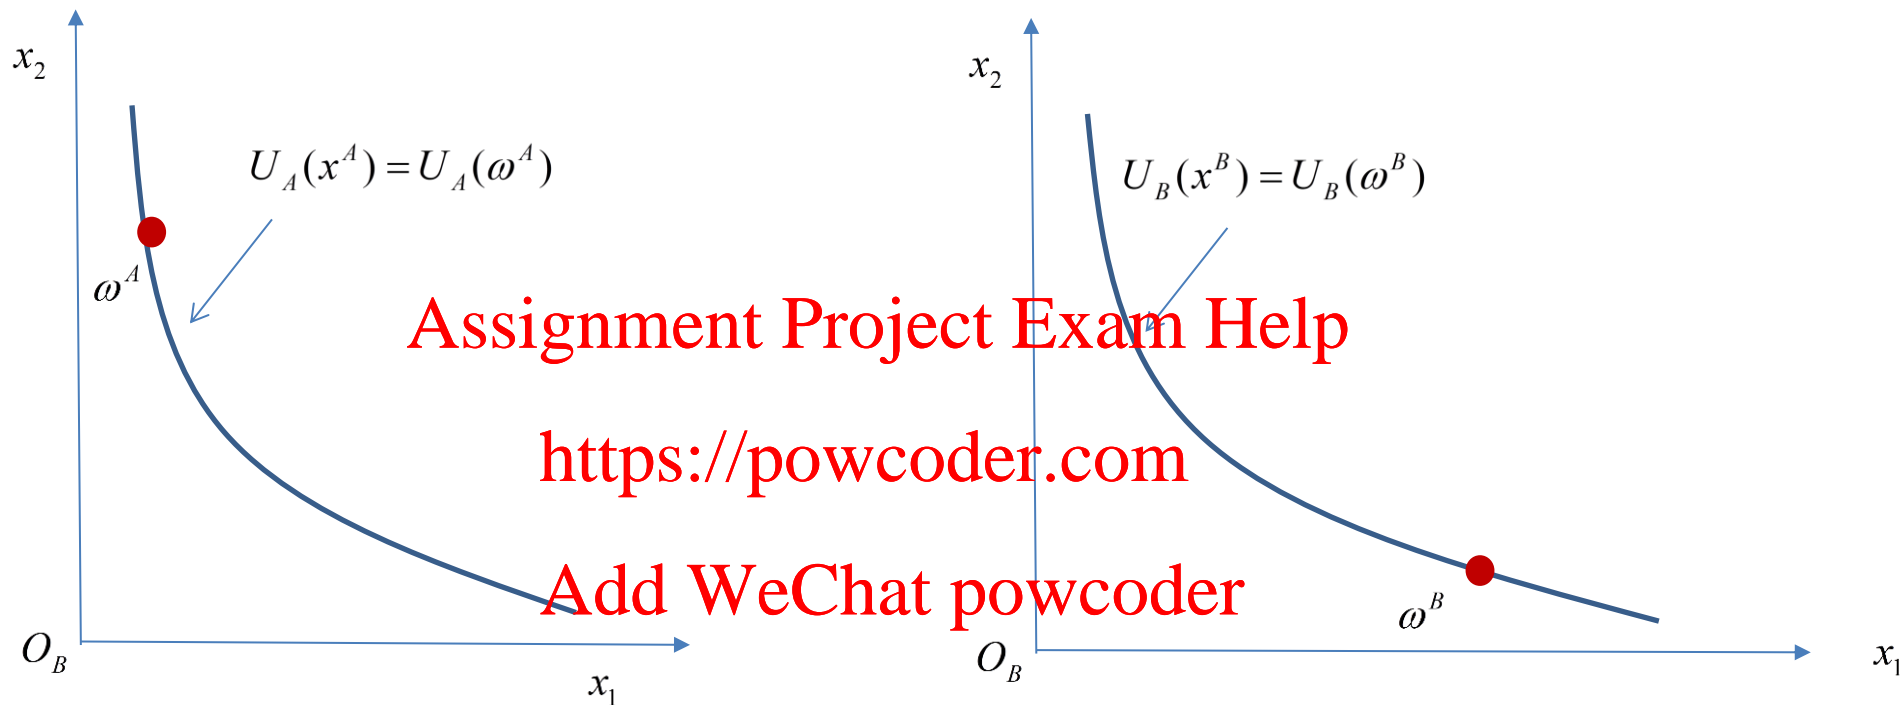 x₂
x₂
U_A(x^A) = U_A(ω^A)
U_B(x^B) = U_B(ω^B)
ω^A
Assignment Project Exam Help
https://powcoder.com
Add WeChat powcoder
ω^B
O_B
x₁
O_B
x₁